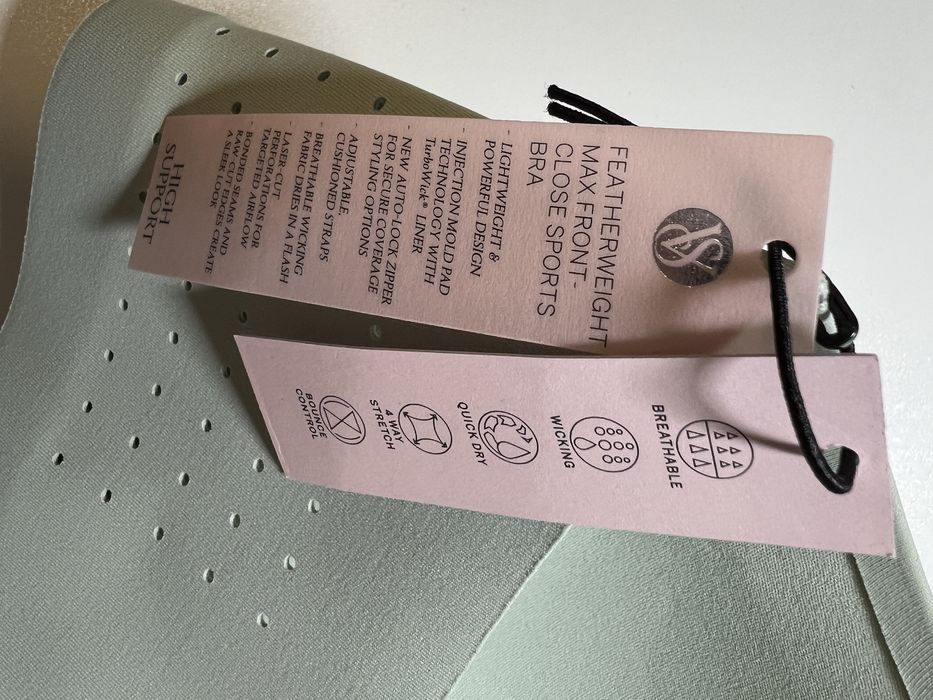 VS
FEATHERWEIGHT
MAX FRONT-
CLOSE SPORTS
BRA
- LIGHTWEIGHT &
POWERFUL DESIGN
- INJECTION MOLD PAD
TECHNOLOGY WITH
TurboWick® LINER
- NEW AUTO-LOCK ZIPPER
FOR SECURE COVERAGE
STYLING OPTIONS
- ADJUSTABLE,
CUSHIONED STRAPS
- BREATHABLE WICKING
FABRIC DRIES IN A FLASH
- LASER-CUT
PERFORATIONS FOR
TARGETED AIRFLOW
- BONDED SEAMS AND
RAW-CUT EDGES CREATE
A SLEEK LOOK
HIGH
SUPPORT
BREATHABLE
WICKING
QUICK DRY
4 WAY
STRETCH
BOUNCE
CONTROL